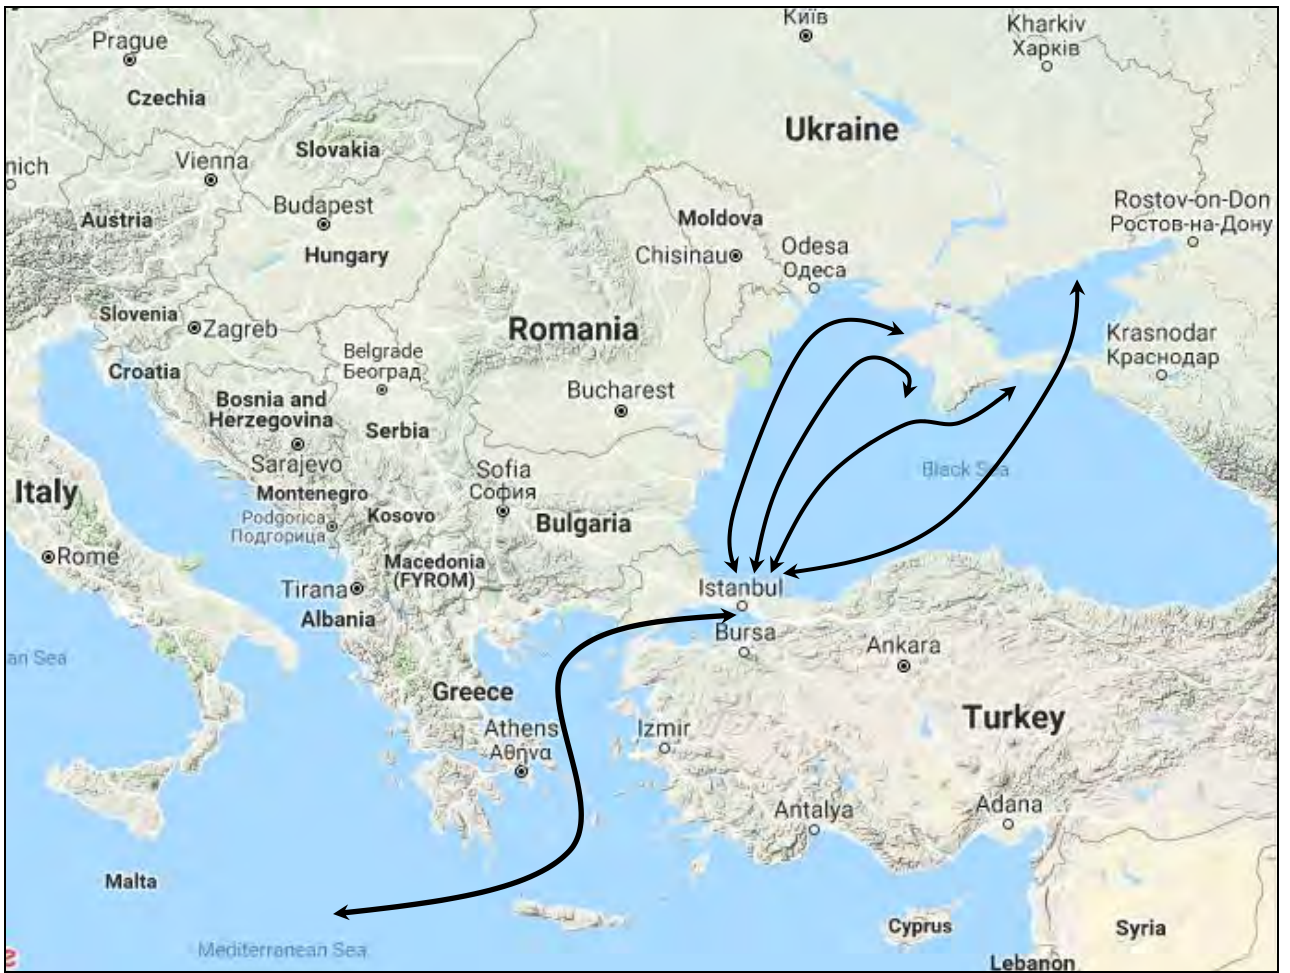 Київ
Kharkiv
Харків
Prague
Czechia
Ukraine
Slovakia
nich
Vienna
Rostov-on-Don
Ростов-на-Дону
Budapest
Austria
Moldova
Hungary
Chisinau
Odesa
Одеса
Slovenia
Zagreb
Romania
Krasnodar
Краснодар
Belgrade
Београд
Croatia
Bucharest
Bosnia and
Herzegovina
Serbia
Sarajevo
Sofia
София
Black Sea
Italy
Montenegro
Kosovo
Podgorica
Подгорица
Bulgaria
Rome
Macedonia
(FYROM)
Tirana
Istanbul
Albania
Bursa
Ankara
an Sea
Greece
Turkey
Athens
Αθήνα
Izmir
Antalya
Adana
Malta
Cyprus
Syria
Mediterranean Sea
Lebanon